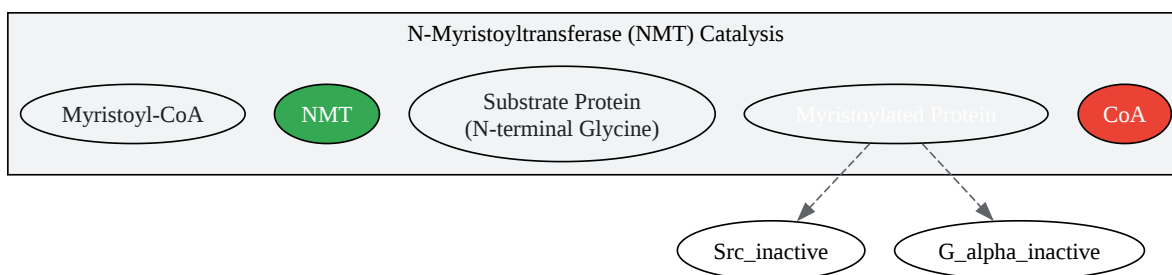 N-Myristoyltransferase (NMT) Catalysis
Myristoyl-CoA
NMT
Substrate Protein
(N-terminal Glycine)
Myristoylated Protein
CoA
Src_inactive
G_alpha_inactive